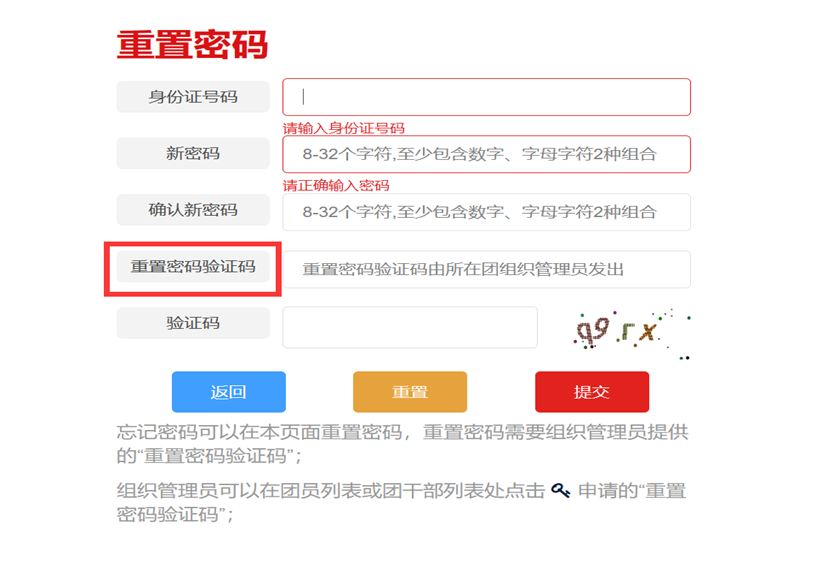 重置密码
身份证号码
请输入身份证号码
新密码 8-32个字符,至少包含数字、字母字符2种组合
请正确输入密码
确认新密码 8-32个字符,至少包含数字、字母字符2种组合
重置密码验证码 重置密码验证码由所在团组织管理员发出
验证码 q9rx
返回 重置 提交
忘记密码可以在本页面重置密码，重置密码需要组织管理员提供
的“重置密码验证码”；
组织管理员可以在团员列表或团干部列表处点击 申请的“重置
密码验证码”；